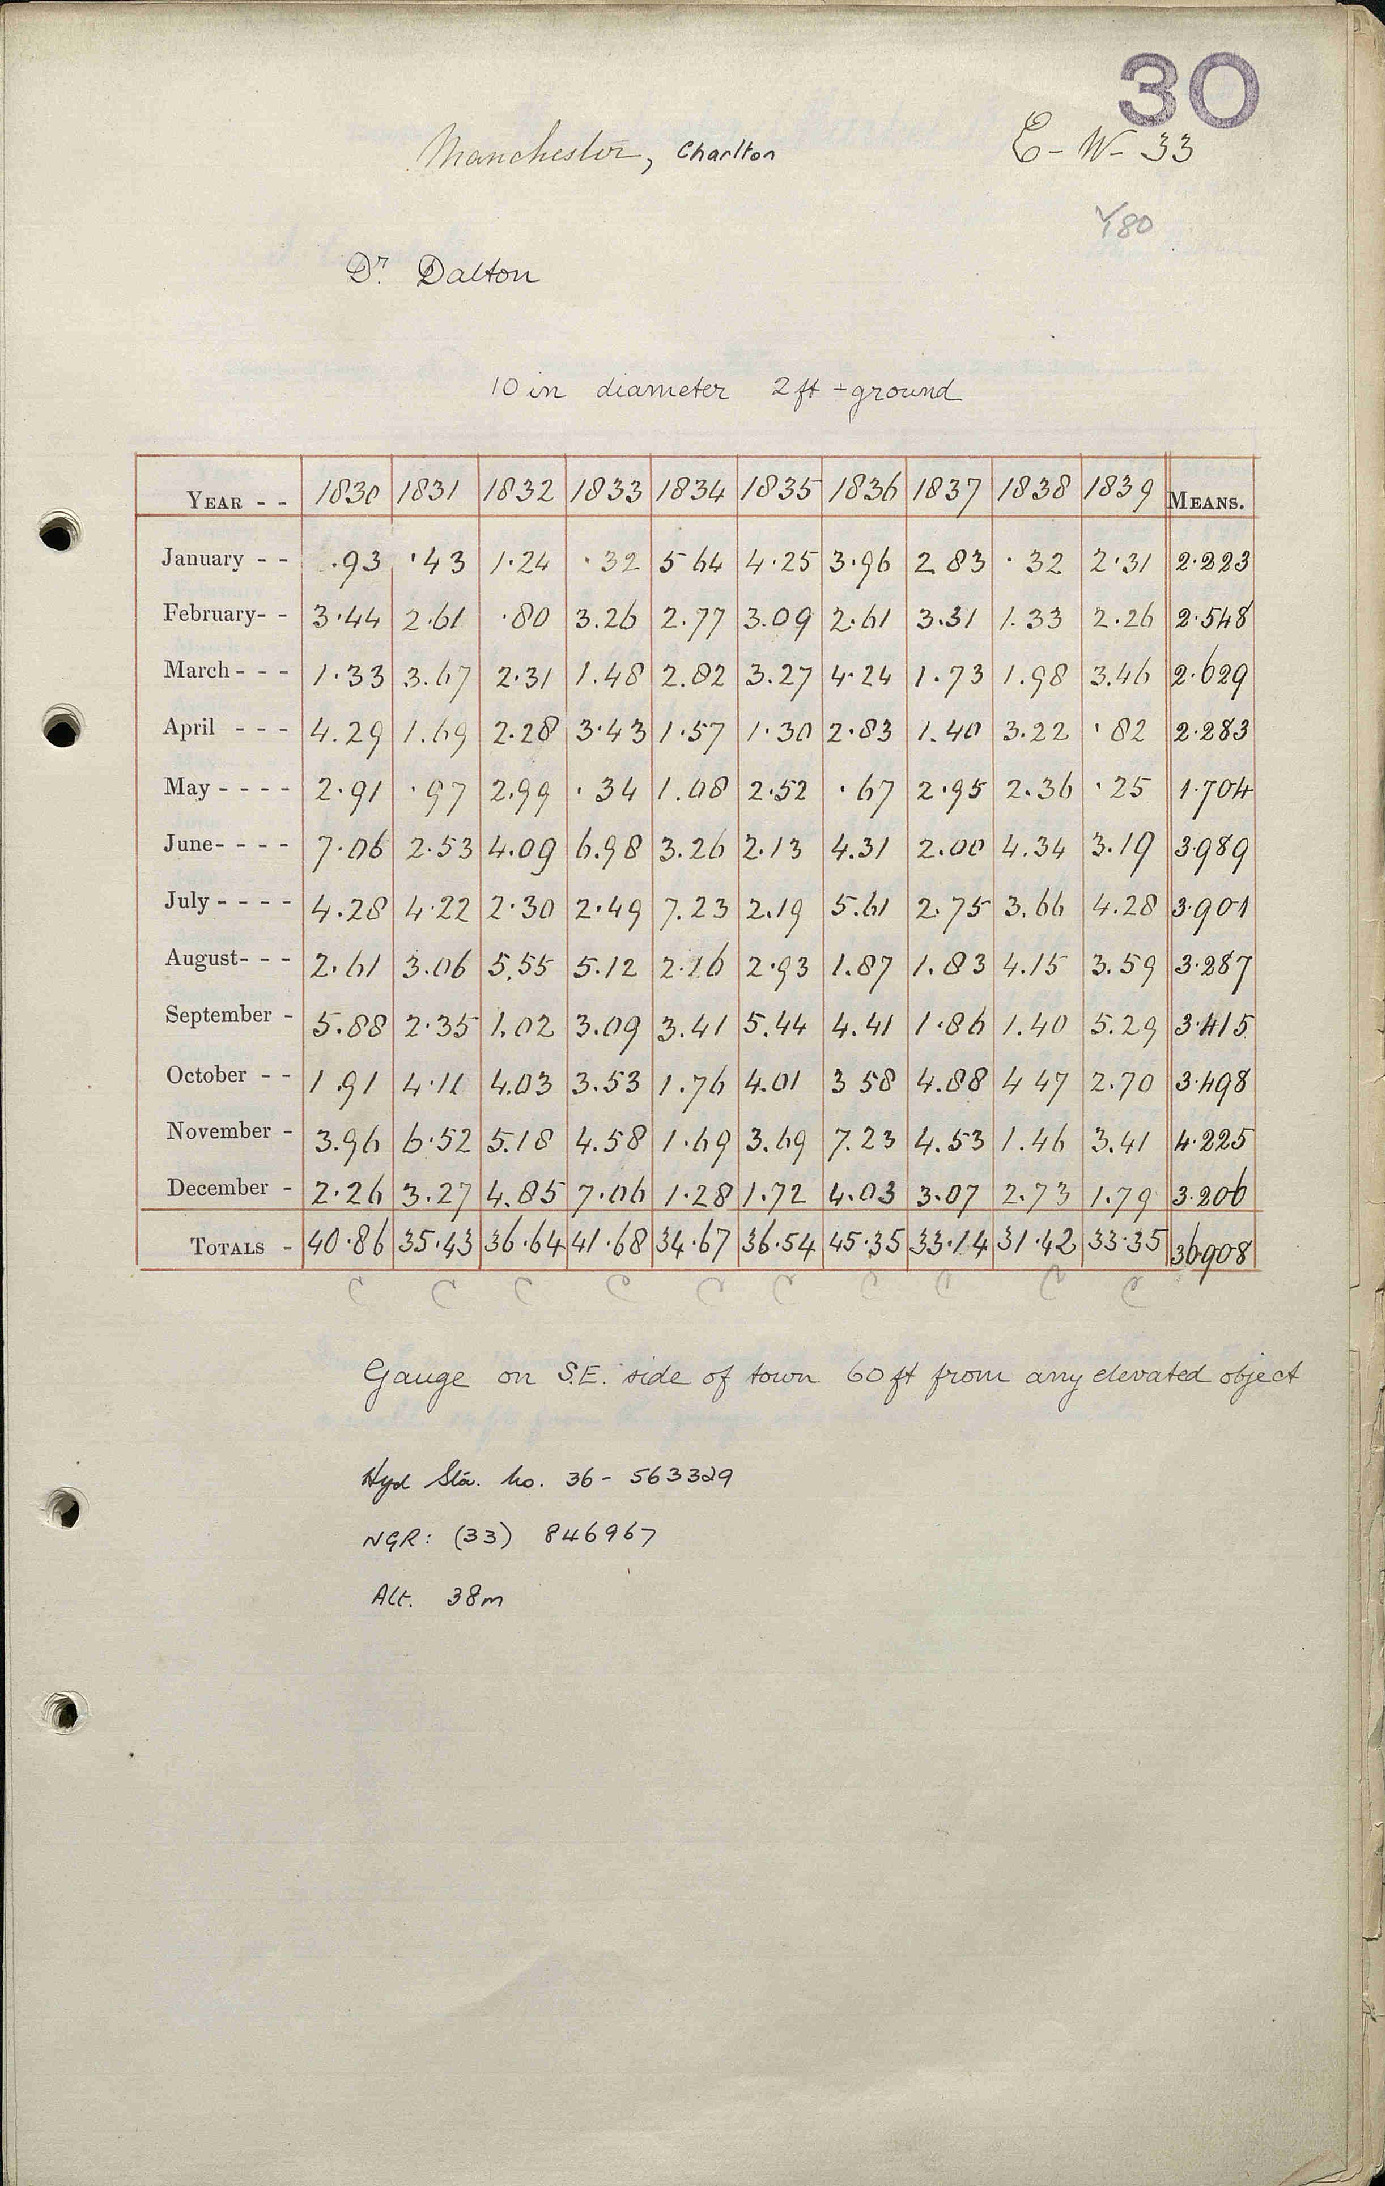 30
Manchester, Charlton
E - W - 33
√80
Dr. Dalton
10 in diameter 2 ft + ground
YEAR - - 1830 1831 1832 1833 1834 1835 1836 1837 1838 1839 MEANS.
January - - .93 .43 1.24 .32 5 64 4.25 3.96 2 83 .32 2.31 2.223
February- - 3.44 2.61 .80 3.26 2.77 3.09 2.61 3.31 1.33 2.26 2.548
March - - - 1.33 3.67 2.31 1.48 2.82 3.27 4.24 1.73 1.98 3.46 2.629
April - - - 4.29 1.69 2.28 3.43 1.57 1.30 2.83 1.40 3.22 .82 2.283
May - - - - 2.91 .97 2.99 .34 1.08 2.52 .67 2.95 2.36 .25 1.704
June- - - - 7.06 2.53 4.09 6.98 3.26 2.13 4.31 2.00 4.34 3.19 3.989
July - - - - 4.28 4.22 2.30 2.49 7.23 2.19 5.61 2.75 3.66 4.28 3.901
August- - - 2.61 3.06 5.55 5.12 2.16 2.93 1.87 1.83 4.15 3.59 3.287
September - 5.88 2.35 1.02 3.09 3.41 5.44 4.41 1.86 1.40 5.29 3.415
October - - 1 91 4.11 4.03 3.53 1.76 4.01 3 58 4.88 4 47 2.70 3.498
November - 3.96 6.52 5.18 4.58 1.69 3.69 7.23 4.53 1.46 3.41 4.225
December - 2.26 3.27 4.85 7.06 1.28 1.72 4.03 3.07 2.73 1.79 3.206
TOTALS - 40.86 35.43 36.64 41.68 34.67 36.54 45.35 33.14 31.42 33.35 36.908
C C C C C C C C C C
Gauge on S.E. side of town 60 ft from any elevated object
Hyd Sta. No. 36 - 563329
NGR: (33) 846967
Alt. 38m